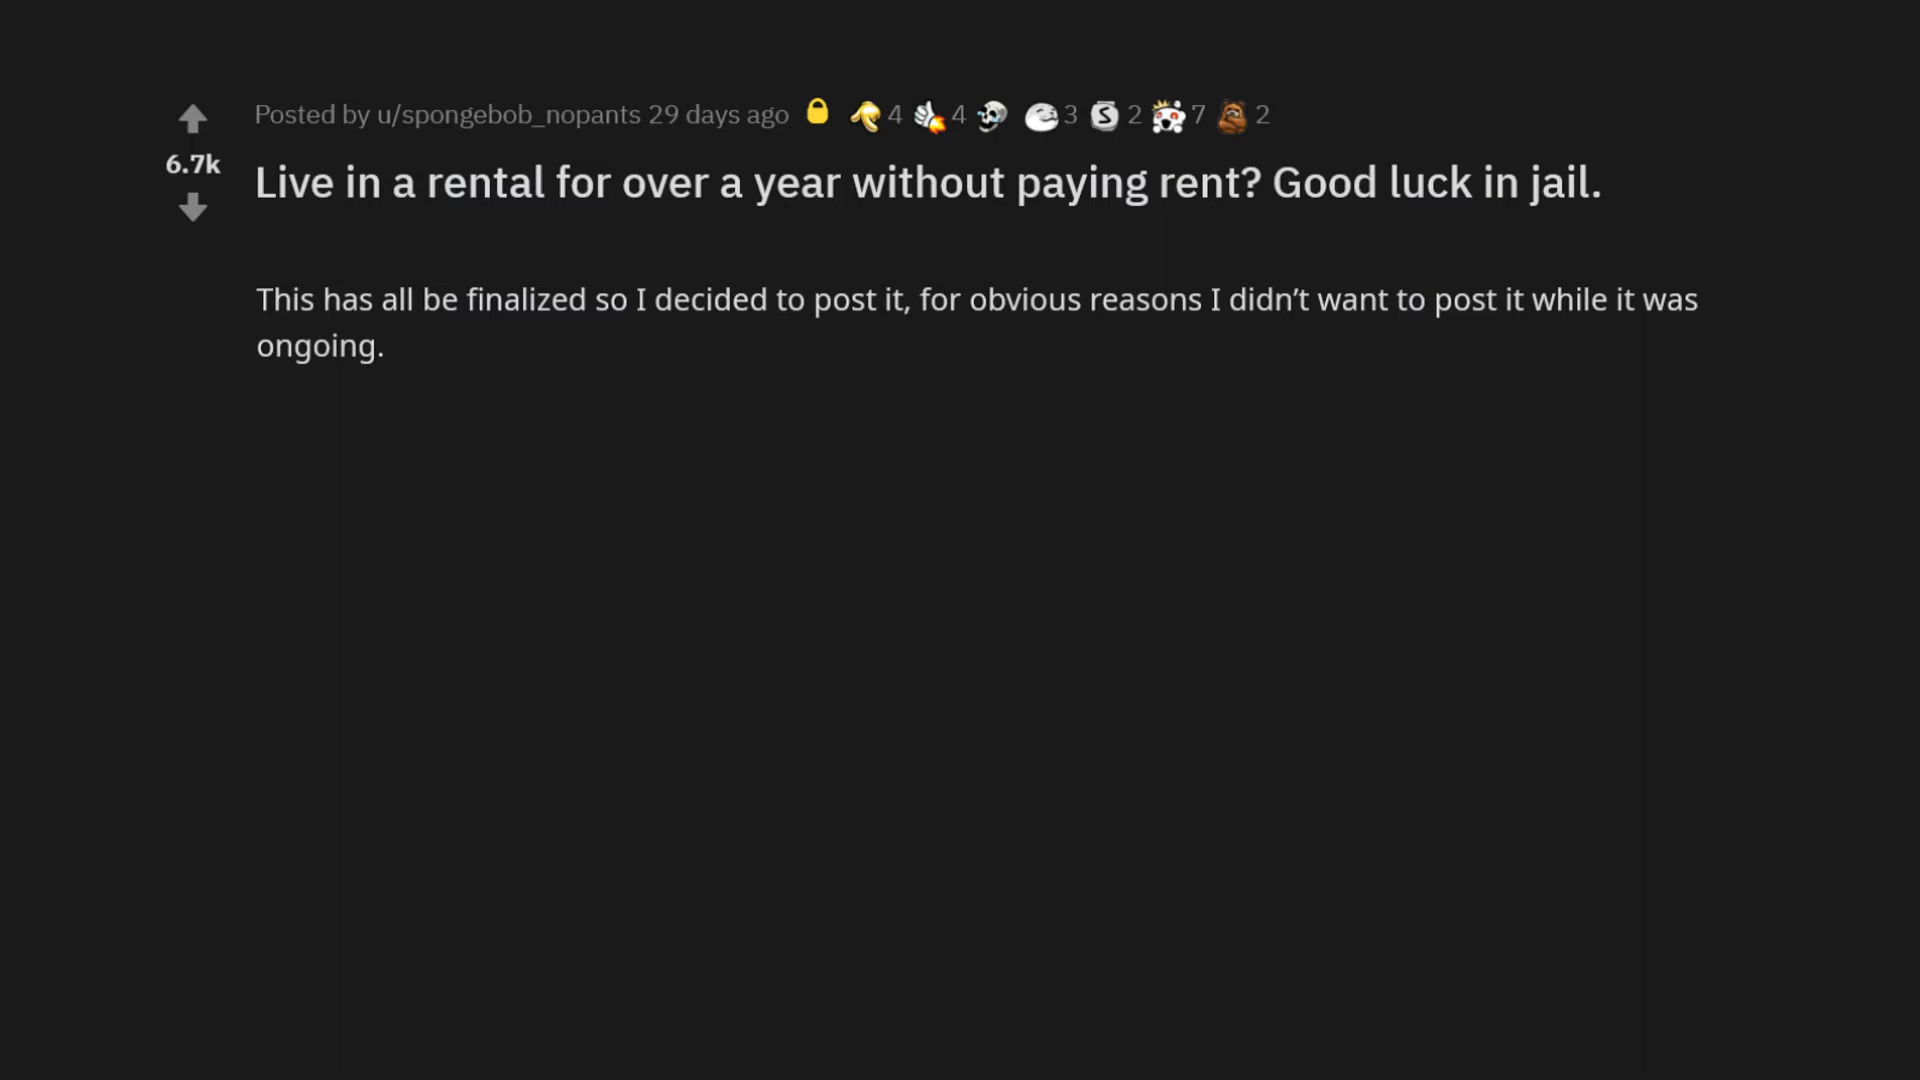 Posted by u/spongebob_nopants 29 days ago 4 4 3 2 7 2
6.7k
Live in a rental for over a year without paying rent? Good luck in jail.
This has all be finalized so I decided to post it, for obvious reasons I didn’t want to post it while it was
ongoing.